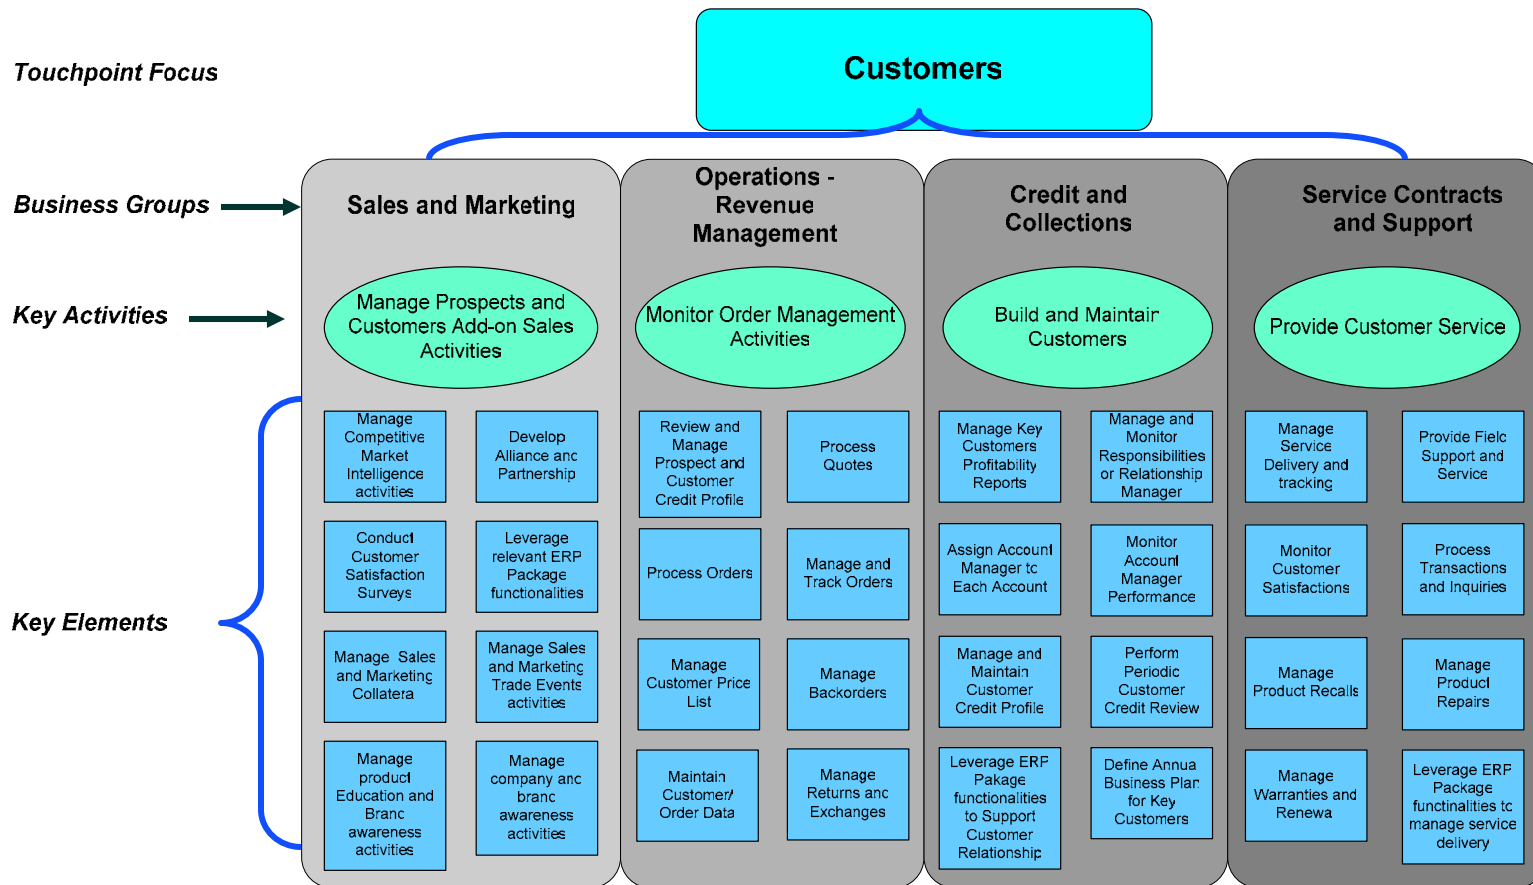 Touchpoint Focus
Customers
Business Groups
Sales and Marketing
Operations -
Revenue
Management
Credit and
Collections
Service Contracts
and Support
Key Activities
Manage Prospects and
Customers Add-on Sales
Activities
Monitor Order Management
Activities
Build and Maintain
Customers
Provide Customer Service
Key Elements
Manage
Competitive
Market
Intelligence
activities
Develop
Alliance and
Partnership
Conduct
Customer
Satisfaction
Surveys
Leverage
relevant ERP
Package
functionalities
Manage Sales
and Marketing
Collatera
Manage Sales
and Marketing
Trade Events
activities
Manage
product
Education and
Brand
awareness
activities
Manage
company and
brand
awareness
activities
Review and
Manage
Prospect and
Customer
Credit Profile
Process
Quotes
Process Orders
Manage and
Track Orders
Manage
Customer Price
List
Manage
Backorders
Maintain
Customer/
Order Data
Manage
Returns and
Exchanges
Manage Key
Customers
Profitability
Reports
Manage and
Monitor
Responsibilities
or Relationship
Manager
Assign Account
Manager to
Each Account
Monitor
Account
Manager
Performance
Manage and
Maintain
Customer
Credit Profile
Perform
Periodic
Customer
Credit Review
Leverage ERP
Pakage
functionalities
to Support
Customer
Relationship
Define Annua
Business Plan
for Key
Customers
Manage
Service
Delivery and
tracking
Provide Field
Support and
Service
Monitor
Customer
Satisfactions
Process
Transactions
and Inquiries
Manage
Product Recalls
Manage
Product
Repairs
Manage
Warranties and
Renewa
Leverage ERP
Package
functinalities to
manage service
delivery